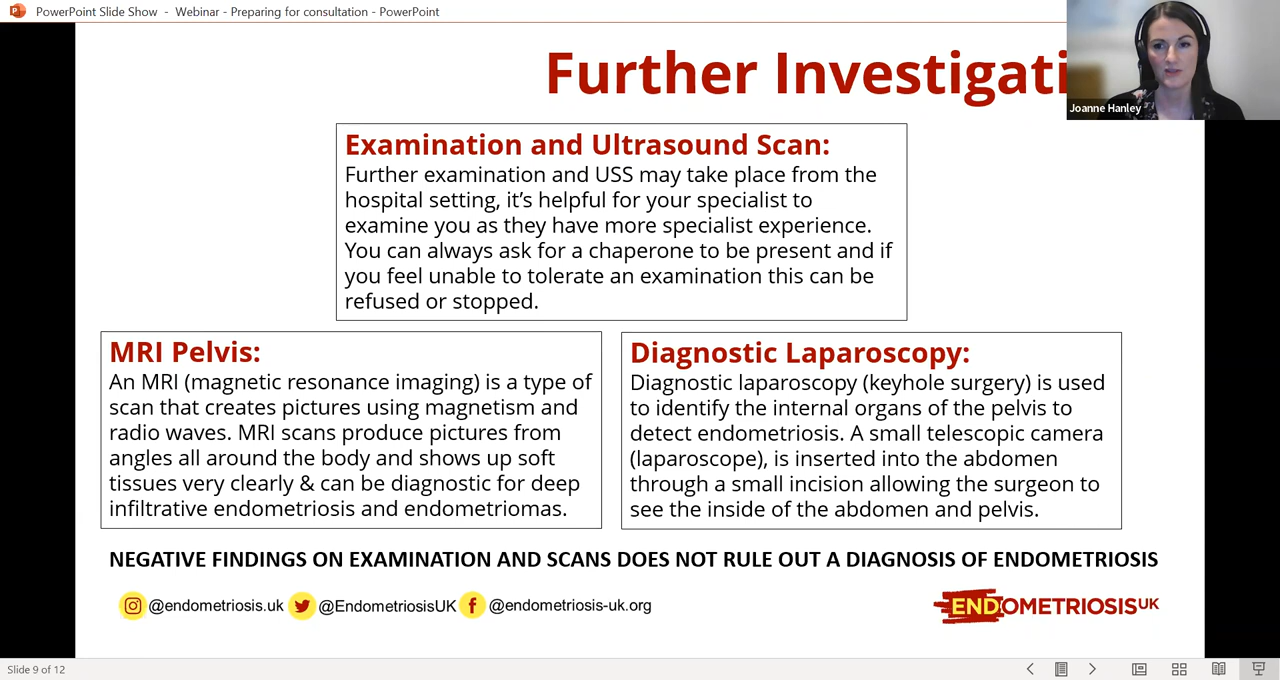 PowerPoint Slide Show - Webinar - Preparing for consultation - PowerPoint
Further Investigati
Joanne Hanley
Examination and Ultrasound Scan:
Further examination and USS may take place from the
hospital setting, it's helpful for your specialist to
examine you as they have more specialist experience.
You can always ask for a chaperone to be present and if
you feel unable to tolerate an examination this can be
refused or stopped.
MRI Pelvis:
An MRI (magnetic resonance imaging) is a type of
scan that creates pictures using magnetism and
radio waves. MRI scans produce pictures from
angles all around the body and shows up soft
tissues very clearly & can be diagnostic for deep
infiltrative endometriosis and endometriomas.
Diagnostic Laparoscopy:
Diagnostic laparoscopy (keyhole surgery) is used
to identify the internal organs of the pelvis to
detect endometriosis. A small telescopic camera
(laparoscope), is inserted into the abdomen
through a small incision allowing the surgeon to
see the inside of the abdomen and pelvis.
NEGATIVE FINDINGS ON EXAMINATION AND SCANS DOES NOT RULE OUT A DIAGNOSIS OF ENDOMETRIOSIS
@endometriosis.uk @EndometriosisUK @endometriosis-uk.org
ENDOMETRIOSIS UK
Slide 9 of 12